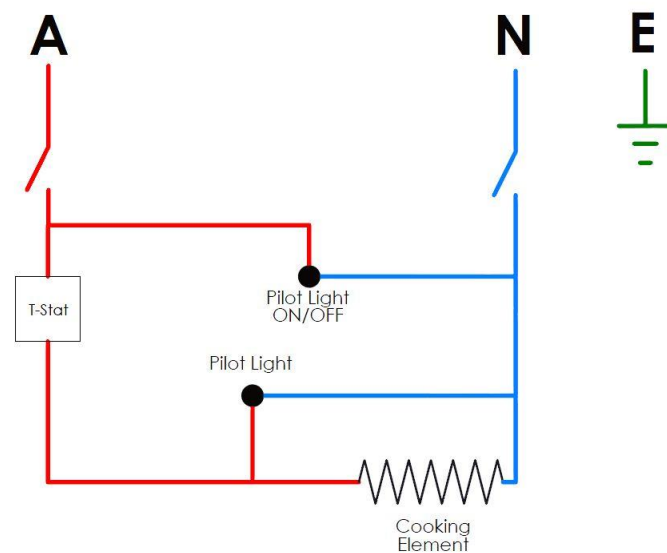 A N E
T-Stat
Pilot Light
ON/OFF
Pilot Light
Cooking
Element